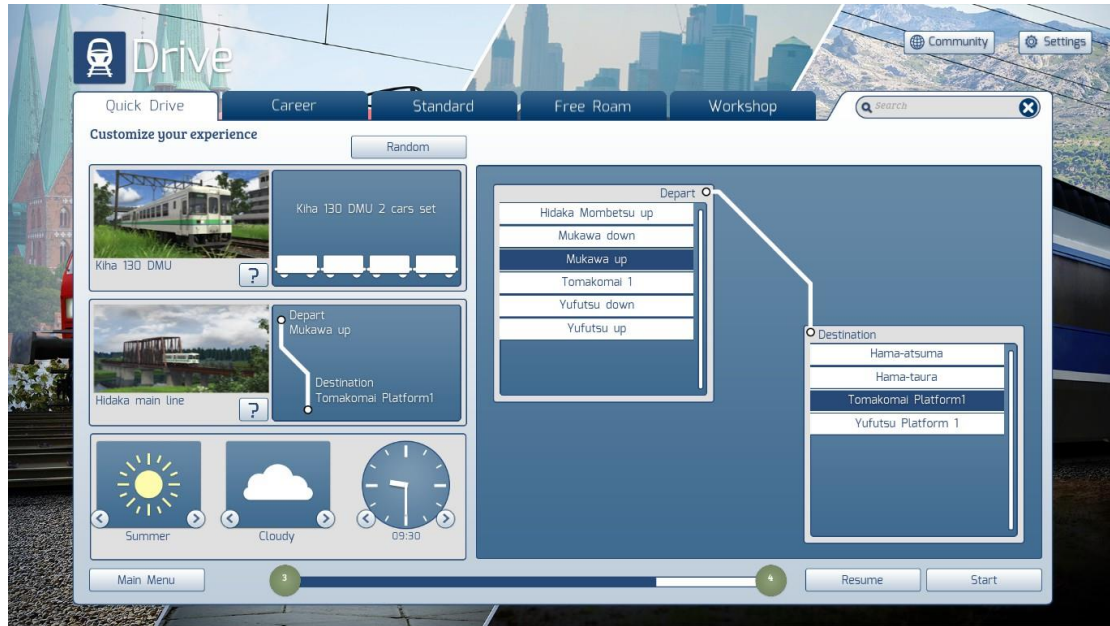 Drive
Community
Settings
Quick Drive
Career
Standard
Free Roam
Workshop
Search
Customize your experience
Random
Kiha 130 DMU 2 cars set
Kiha 130 DMU
?
Depart
Mukawa up
Destination
Tomakomai Platform1
Hidaka main line
?
Summer
Cloudy
09:30
Depart
Hidaka Mombetsu up
Mukawa down
Mukawa up
Tomakomai 1
Yufutsu down
Yufutsu up
Destination
Hama-atsuma
Hama-taura
Tomakomai Platform1
Yufutsu Platform 1
Main Menu
3
4
Resume
Start